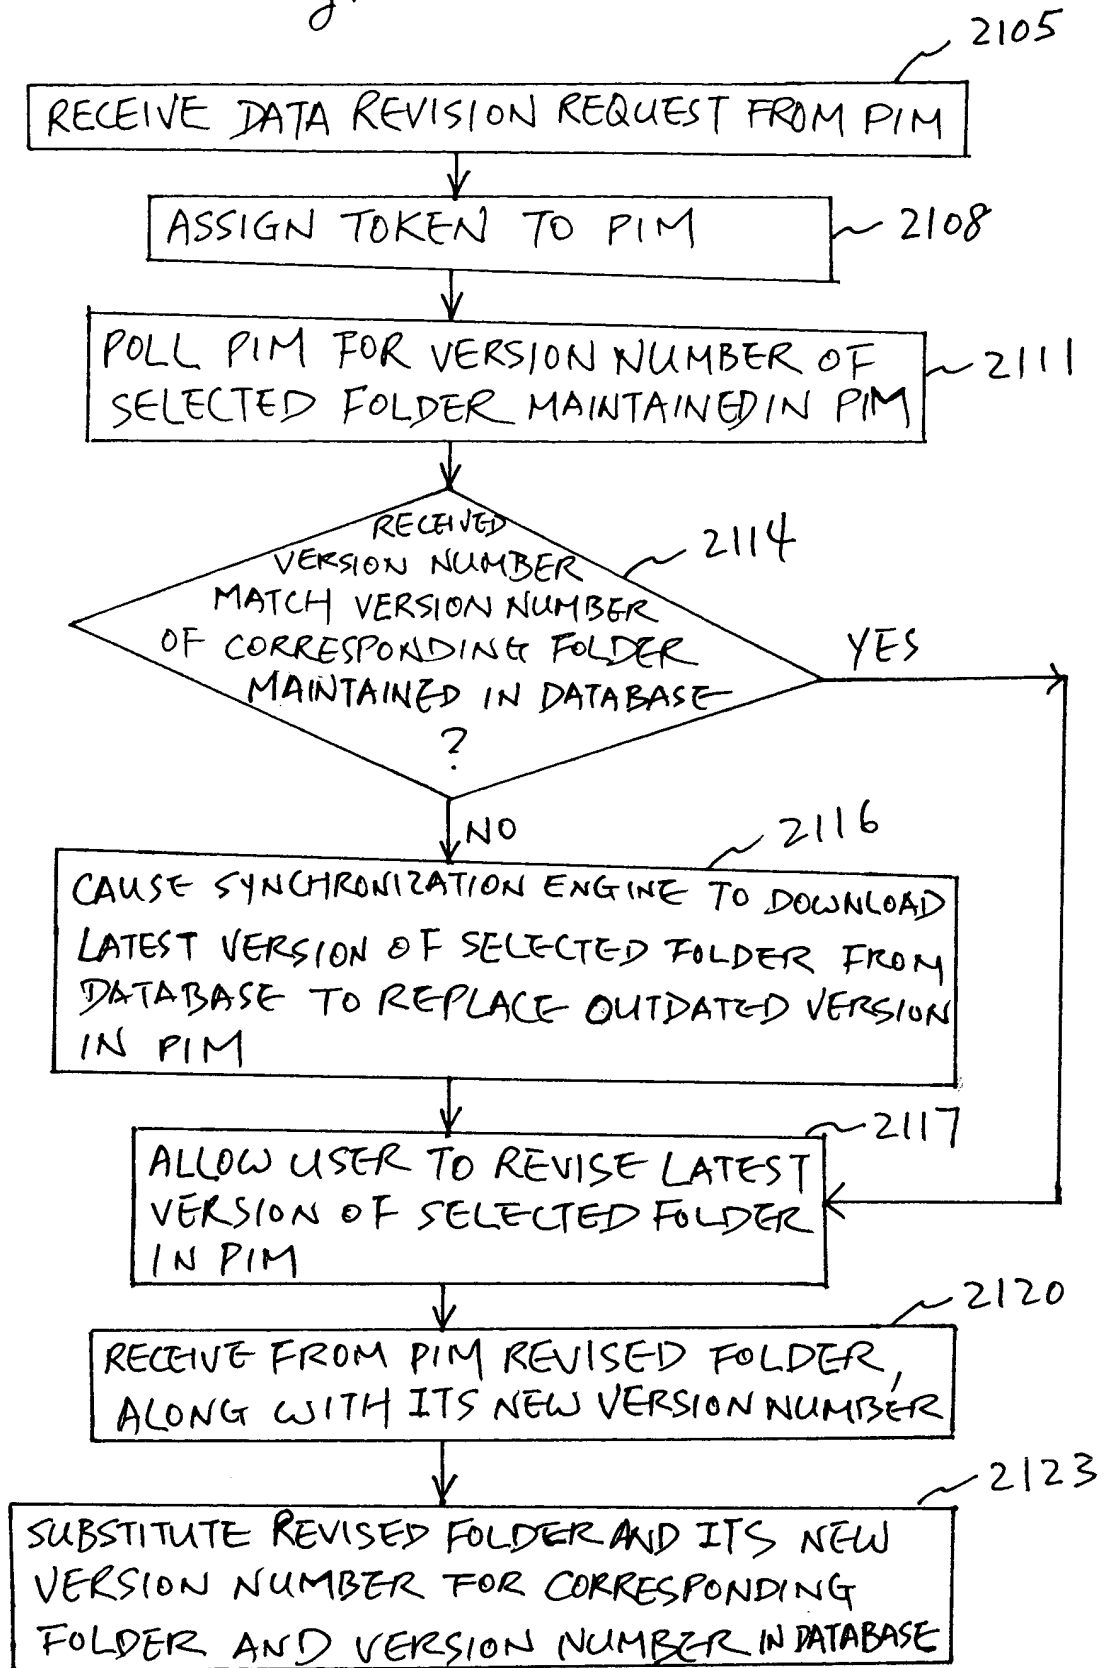 2105
RECEIVE DATA REVISION REQUEST FROM PIM
ASSIGN TOKEN TO PIM
2108
POLL PIM FOR VERSION NUMBER OF
SELECTED FOLDER MAINTAINED IN PIM
2111
RECEIVED
VERSION NUMBER
MATCH VERSION NUMBER
OF CORRESPONDING FOLDER
MAINTAINED IN DATABASE
?
2114
YES
NO
2116
CAUSE SYNCHRONIZATION ENGINE TO DOWNLOAD
LATEST VERSION OF SELECTED FOLDER FROM
DATABASE TO REPLACE OUTDATED VERSION
IN PIM
2117
ALLOW USER TO REVISE LATEST
VERSION OF SELECTED FOLDER
IN PIM
2120
RECEIVE FROM PIM REVISED FOLDER,
ALONG WITH ITS NEW VERSION NUMBER
2123
SUBSTITUTE REVISED FOLDER AND ITS NEW
VERSION NUMBER FOR CORRESPONDING
FOLDER AND VERSION NUMBER IN DATABASE